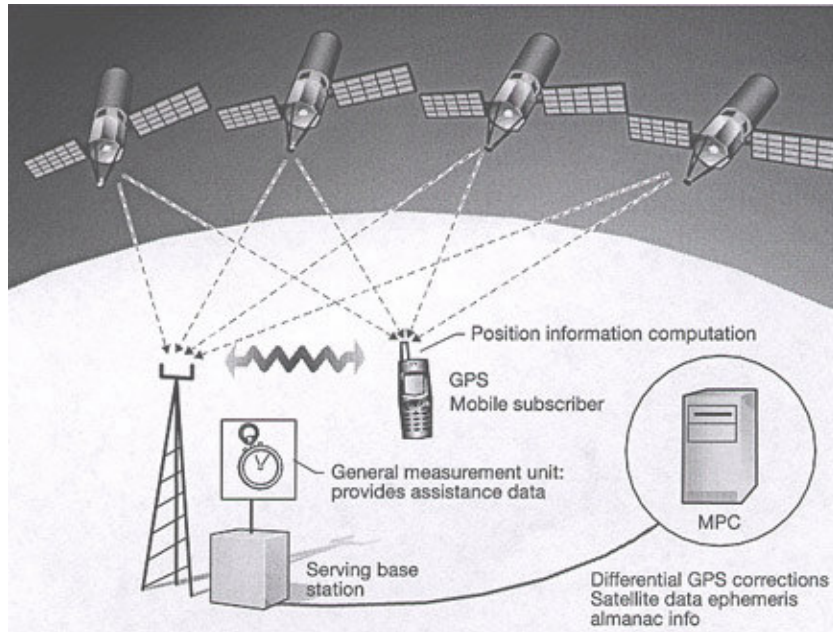 Position information computation
GPS
Mobile subscriber
General measurement unit:
provides assistance data
MPC
Serving base
station
Differential GPS corrections
Satellite data ephemeris
almanac info